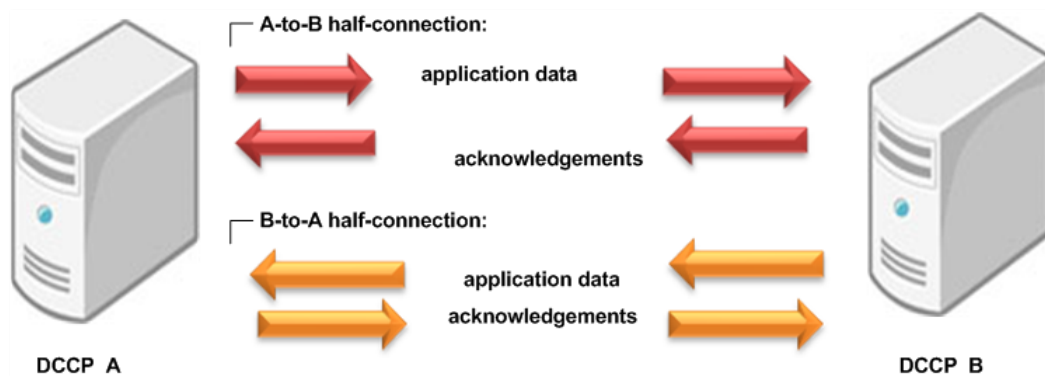 A-to-B half-connection:
application data
acknowledgements
B-to-A half-connection:
application data
acknowledgements
DCCP A
DCCP B